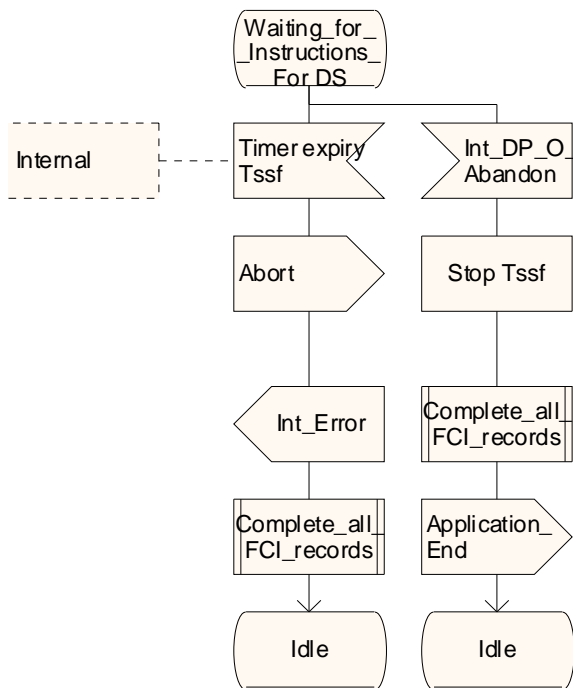 Waiting_for_
_Instructions_
For DS
Internal
Timer expiry
Tssf
Int_DP_O_
Abandon
Abort
Stop Tssf
Int_Error
Complete_all_
FCI_records
Complete_all_
FCI_records
Application_
End
Idle
Idle